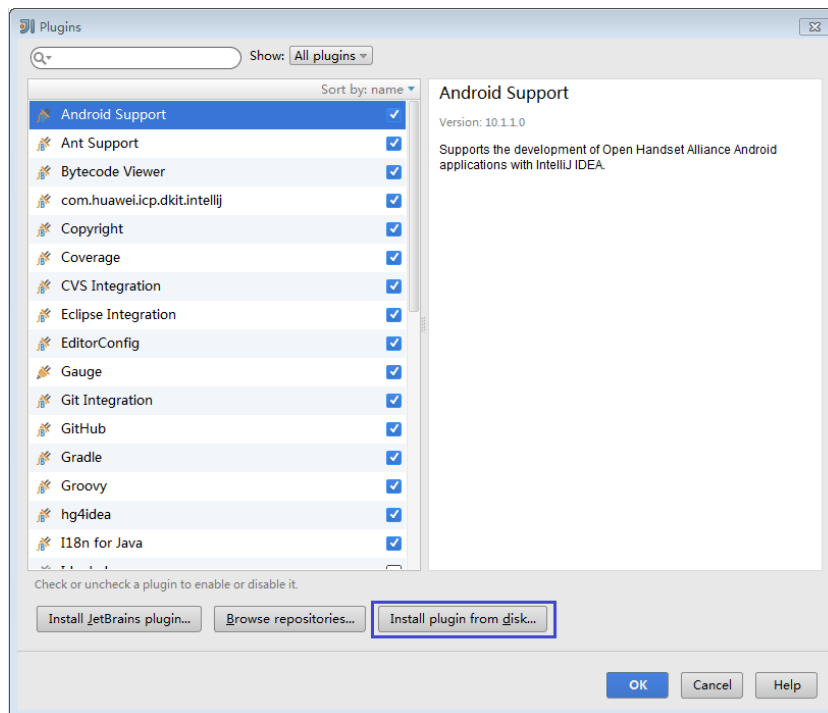 Plugins
Show: All plugins
Sort by: name
Android Support
Ant Support
Bytecode Viewer
com.huawei.icp.dkit.intellij
Copyright
Coverage
CVS Integration
Eclipse Integration
EditorConfig
Gauge
Git Integration
GitHub
Gradle
Groovy
hg4idea
I18n for Java
Android Support
Version: 10.1.1.0
Supports the development of Open Handset Alliance Android
applications with IntelliJ IDEA.
Check or uncheck a plugin to enable or disable it.
Install JetBrains plugin... Browse repositories... Install plugin from disk...
OK Cancel Help